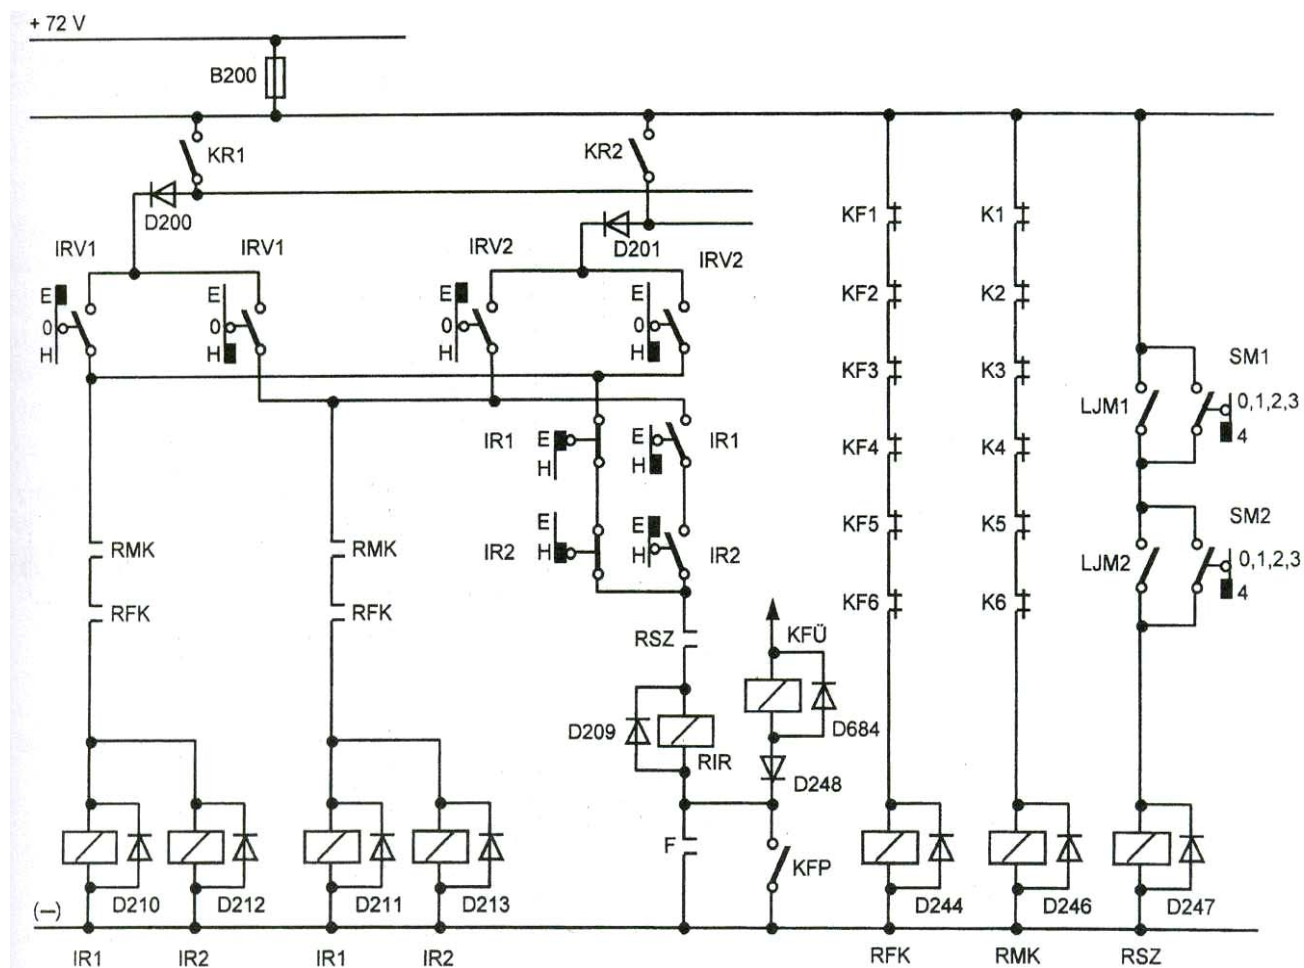 + 72 V
B200
KR1
KR2
D200
D201
IRV1
IRV1
IRV2
IRV2
E
0
H
E
0
H
E
0
H
E
0
H
KF1
K1
KF2
K2
KF3
K3
SM1
LJM1
0,1,2,3
4
IR1
E
H
E
H
IR1
KF4
K4
IR2
E
H
E
H
IR2
KF5
K5
SM2
LJM2
0,1,2,3
4
RMK
RMK
RFK
RFK
KF6
K6
RSZ
KFÜ
D209
RIR
D684
D248
F
KFP
(−)
D210
D212
D211
D213
D244
D246
D247
IR1
IR2
IR1
IR2
RFK
RMK
RSZ